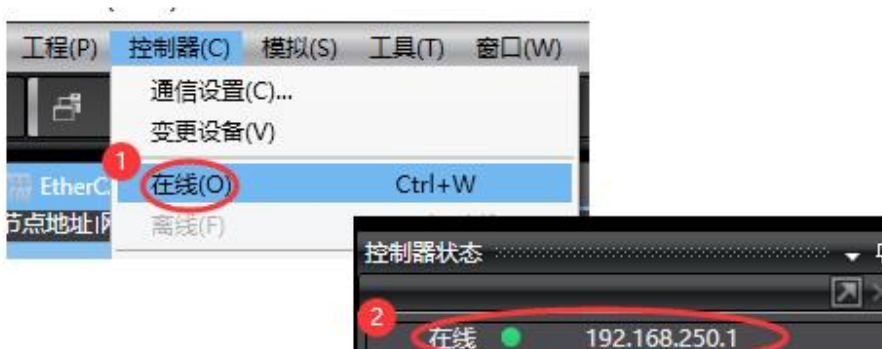 工程(P) 控制器(C) 模拟(S) 工具(T) 窗口(W)
通信设置(C)...
变更设备(V)
1
EtherC
在线(O) Ctrl+W
节点地址
离线(F)
控制器状态
2
在线 192.168.250.1